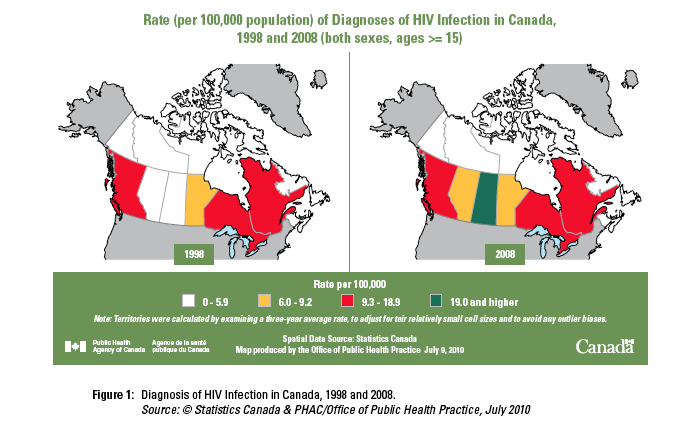 Rate (per 100,000 population) of Diagnoses of HIV Infection in Canada,
1998 and 2008 (both sexes, ages >= 15)
1998
2008
Rate per 100,000
0 - 5.9
6.0 - 9.2
9.3 - 18.9
19.0 and higher
Note: Territories were calculated by examining a three-year average rate, to adjust for teir relatively small cell sizes and to avoid any outlier biases.
Public Health
Agency of Canada
Agence de la santé
publique du Canada
Spatial Data Source: Statistics Canada
Map produced by the Office of Public Health Practice July 9, 2010
Canada
Figure 1: Diagnosis of HIV Infection in Canada, 1998 and 2008.
Source: © Statistics Canada & PHAC/Office of Public Health Practice, July 2010